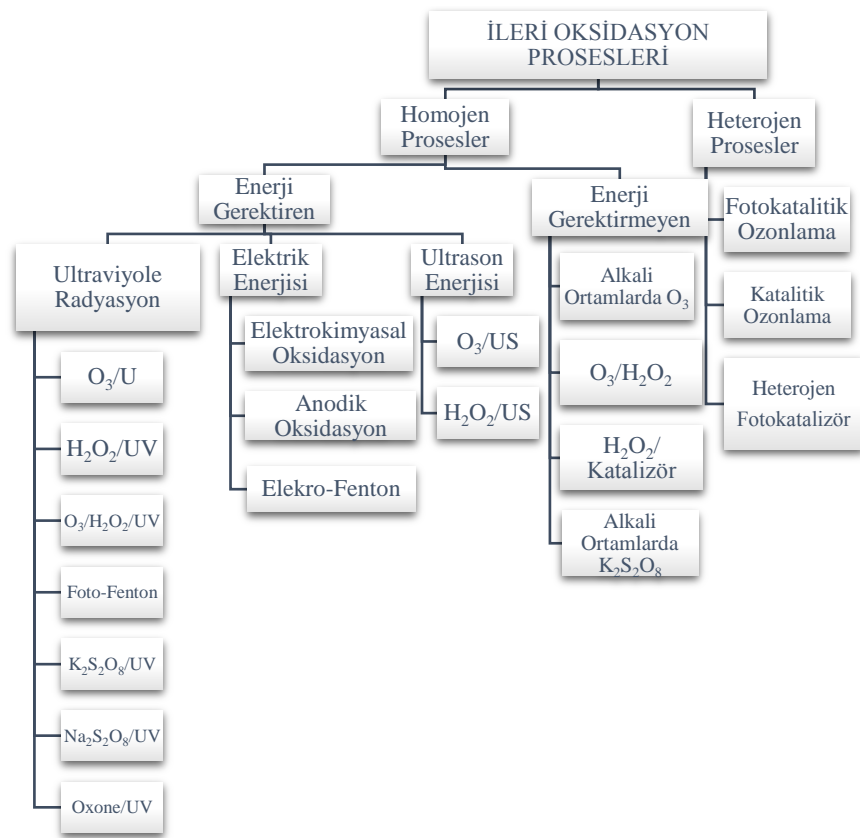 İLERİ OKSİDASYON
PROSESLERİ
Homojen
Prosesler
Heterojen
Prosesler
Enerji
Gerektiren
Enerji
Gerektirmeyen
Fotokatalitik
Ozonlama
Katalitik
Ozonlama
Heterojen
Fotokatalizör
Ultraviyole
Radyasyon
Elektrik
Enerjisi
Ultrason
Enerjisi
O₃/U
H₂O₂/UV
O₃/H₂O₂/UV
Foto-Fenton
K₂S₂O₈/UV
Na₂S₂O₈/UV
Oxone/UV
Elektrokimyasal
Oksidasyon
Anodik
Oksidasyon
Elekro-Fenton
O₃/US
H₂O₂/US
Alkali
Ortamlarda O₃
O₃/H₂O₂
H₂O₂/
Katalizör
Alkali
Ortamlarda
K₂S₂O₈